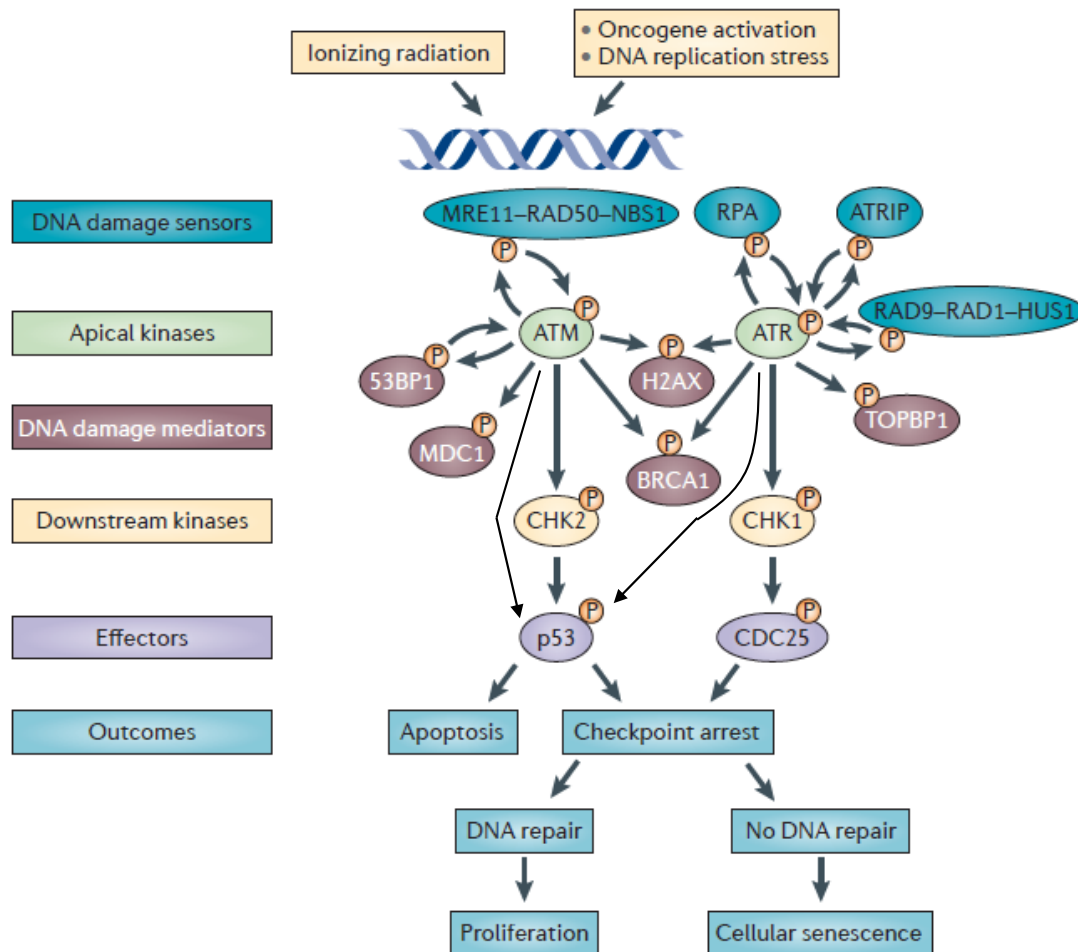 Ionizing radiation
• Oncogene activation
• DNA replication stress
DNA damage sensors
MRE11–RAD50–NBS1
RPA
ATRIP
P
P
P
RAD9–RAD1–HUS1
P
Apical kinases
ATM
P
ATR
P
53BP1
P
H2AX
P
DNA damage mediators
MDC1
P
BRCA1
P
TOPBP1
P
Downstream kinases
CHK2
P
CHK1
P
Effectors
p53
P
CDC25
P
Outcomes
Apoptosis
Checkpoint arrest
DNA repair
No DNA repair
Proliferation
Cellular senescence